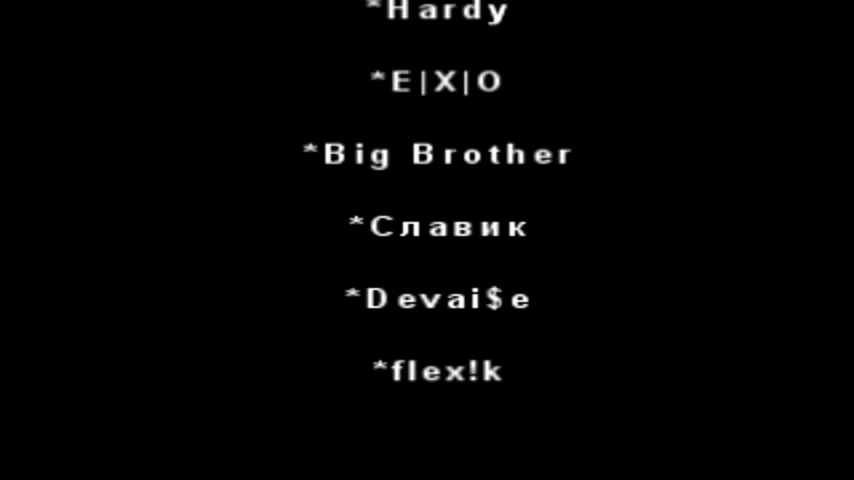 *Hardy
*E|X|O
*Big Brother
*Славик
*Devai$e
*flex!k